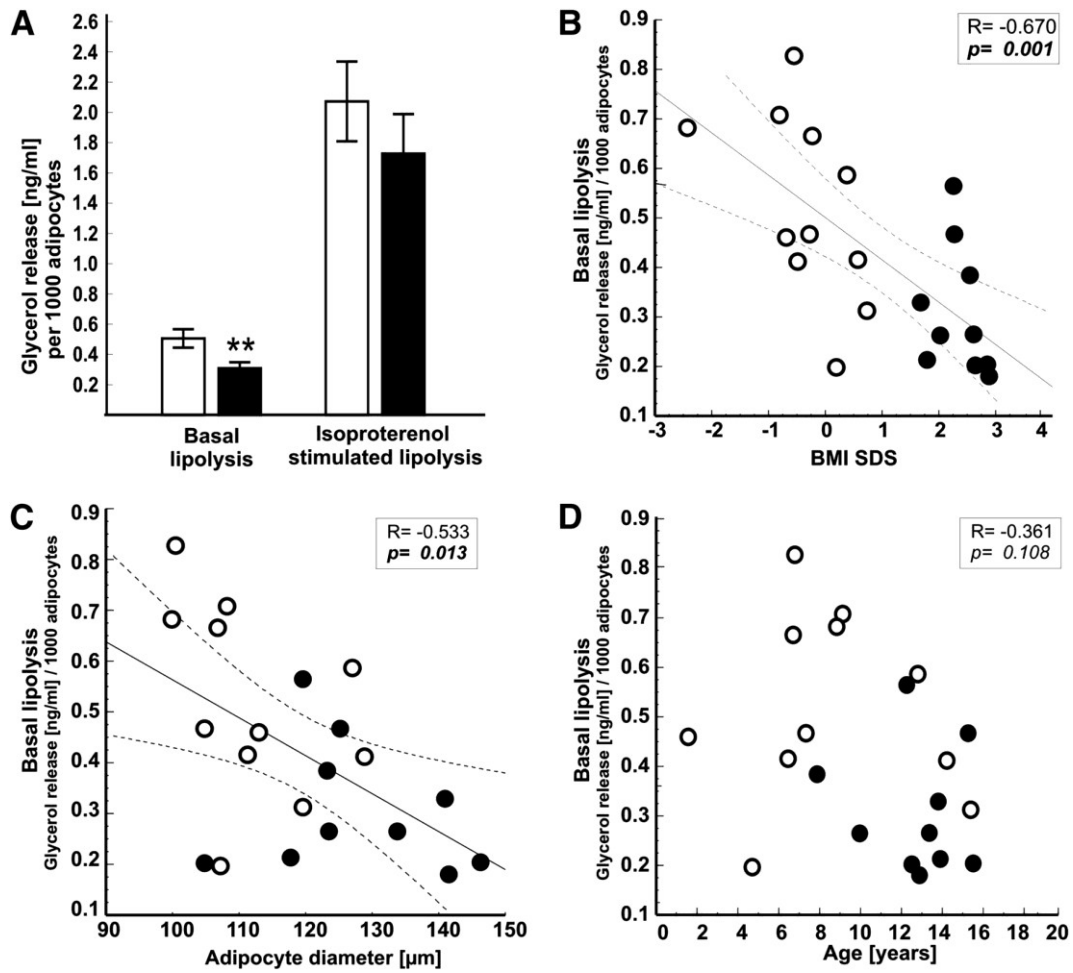 A
Glycerol release [ng/ml]
per 1000 adipocytes
2.6
2.4
2.2
2.0
1.8
1.6
1.4
1.2
1.0
0.8
0.6
0.4
0.2
**
Basal
lipolysis
Isoproterenol
stimulated lipolysis
B
Basal lipolysis
Glycerol release [ng/ml] / 1000 adipocytes
0.9
0.8
0.7
0.6
0.5
0.4
0.3
0.2
0.1
R= -0.670
p= 0.001
-3 -2 -1 0 1 2 3 4
BMI SDS
C
Basal lipolysis
Glycerol release [ng/ml] / 1000 adipocytes
0.9
0.8
0.7
0.6
0.5
0.4
0.3
0.2
0.1
R= -0.533
p= 0.013
90 100 110 120 130 140 150
Adipocyte diameter [µm]
D
Basal lipolysis
Glycerol release [ng/ml] / 1000 adipocytes
0.9
0.8
0.7
0.6
0.5
0.4
0.3
0.2
0.1
R= -0.361
p= 0.108
0 2 4 6 8 10 12 14 16 18 20
Age [years]